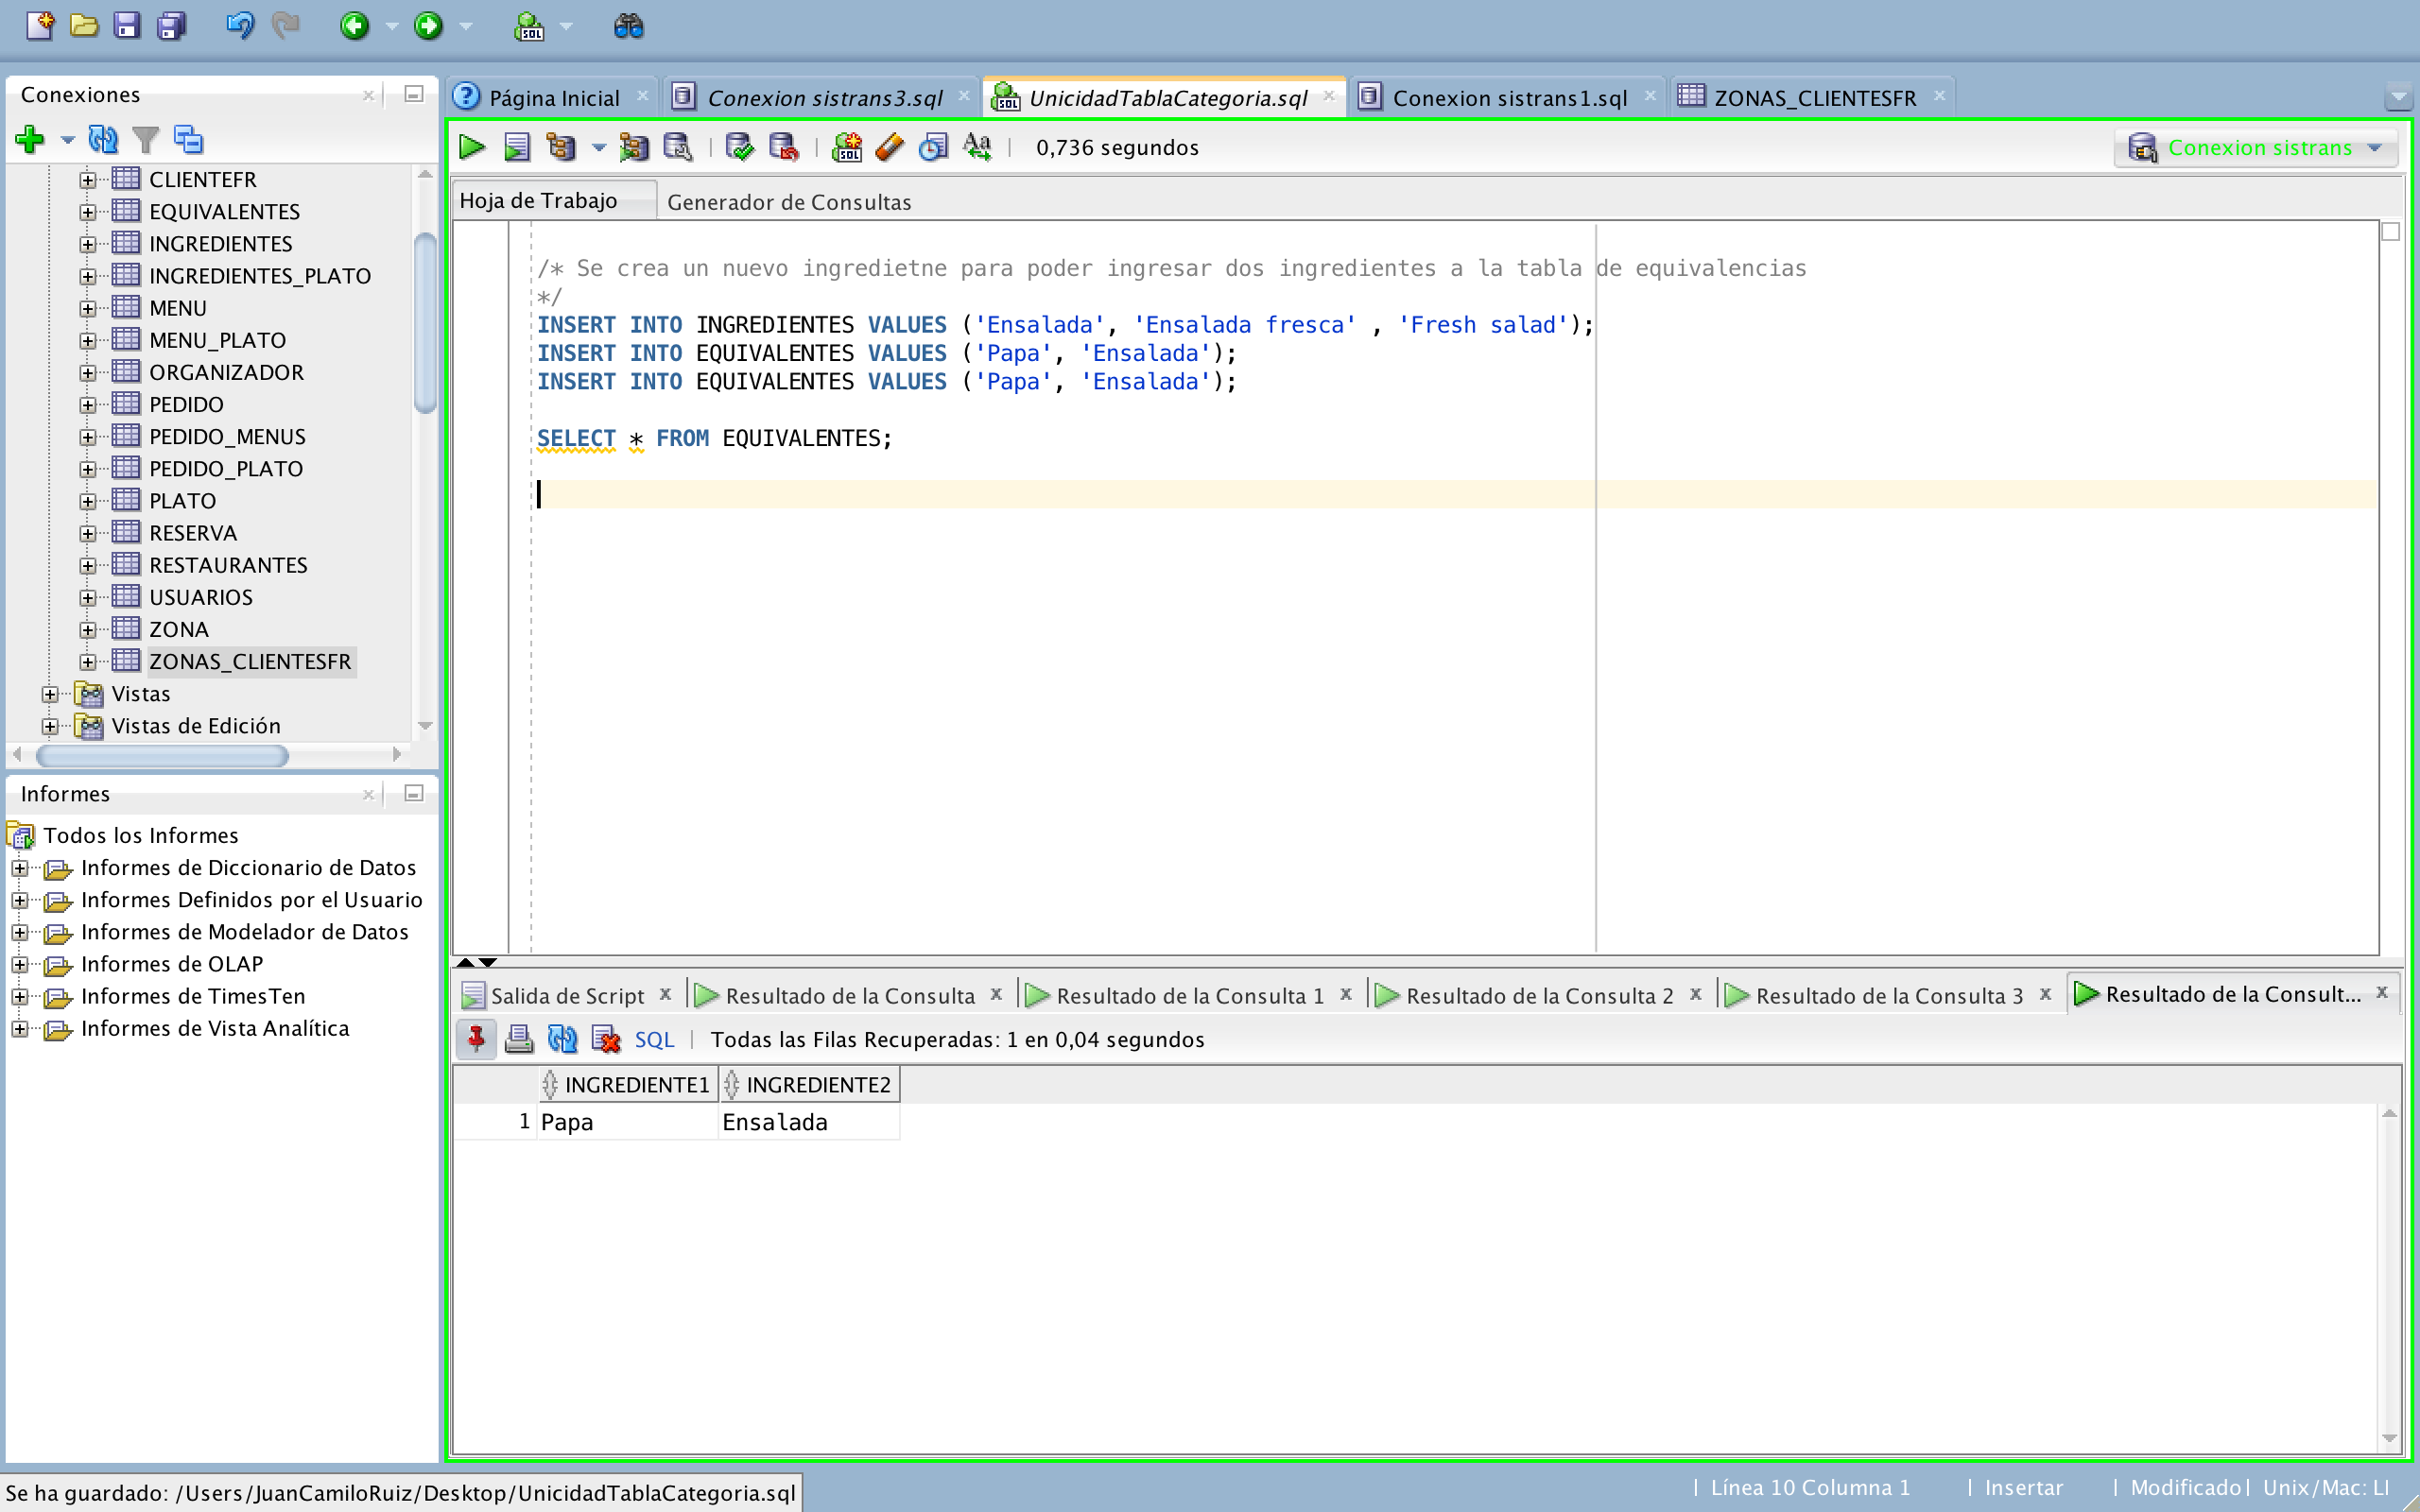 Conexiones
CLIENTEFR
EQUIVALENTES
INGREDIENTES
INGREDIENTES_PLATO
MENU
MENU_PLATO
ORGANIZADOR
PEDIDO
PEDIDO_MENUS
PEDIDO_PLATO
PLATO
RESERVA
RESTAURANTES
USUARIOS
ZONA
ZONAS_CLIENTESFR
Vistas
Vistas de Edición
Informes
Todos los Informes
Informes de Diccionario de Datos
Informes Definidos por el Usuario
Informes de Modelador de Datos
Informes de OLAP
Informes de TimesTen
Informes de Vista Analítica
Página Inicial
Conexion sistrans3.sql
UnicidadTablaCategoria.sql
Conexion sistrans1.sql
ZONAS_CLIENTESFR
0,736 segundos
Conexion sistrans
Hoja de Trabajo
Generador de Consultas
/* Se crea un nuevo ingredietne para poder ingresar dos ingredientes a la tabla de equivalencias
*/
INSERT INTO INGREDIENTES VALUES ('Ensalada', 'Ensalada fresca' , 'Fresh salad');
INSERT INTO EQUIVALENTES VALUES ('Papa', 'Ensalada');
INSERT INTO EQUIVALENTES VALUES ('Papa', 'Ensalada');
SELECT * FROM EQUIVALENTES;
Salida de Script
Resultado de la Consulta
Resultado de la Consulta 1
Resultado de la Consulta 2
Resultado de la Consulta 3
Resultado de la Consult...
SQL
Todas las Filas Recuperadas: 1 en 0,04 segundos
INGREDIENTE1 INGREDIENTE2
1 Papa Ensalada
Se ha guardado: /Users/JuanCamiloRuiz/Desktop/UnicidadTablaCategoria.sql
Línea 10 Columna 1
Insertar
Modificado
Unix/Mac: LI